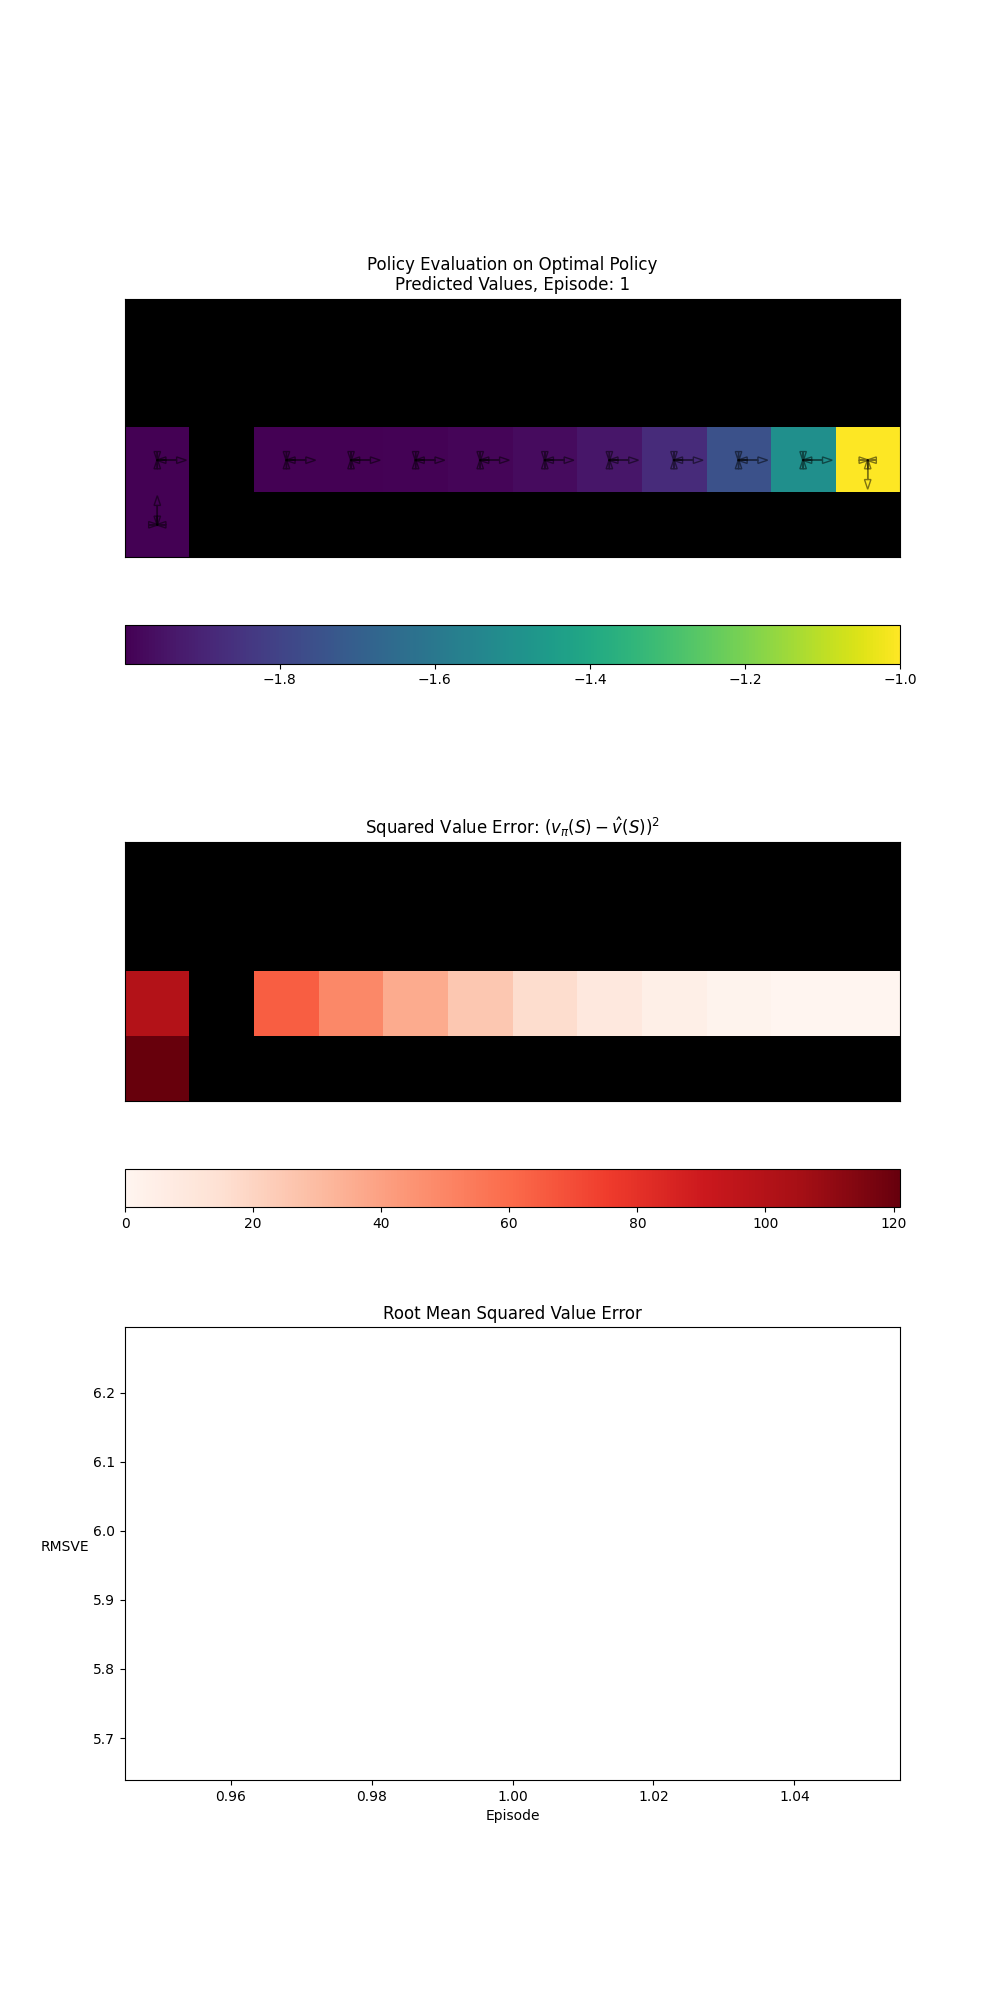 Policy Evaluation on Optimal Policy
Predicted Values, Episode: 1
−1.8 −1.6 −1.4 −1.2 −1.0
Squared Value Error: $(v_{\pi}(S) - \hat{v}(S))^2$
0 20 40 60 80 100 120
Root Mean Squared Value Error
6.2
6.1
6.0
RMSVE
5.9
5.8
5.7
0.96 0.98 1.00 1.02 1.04
Episode